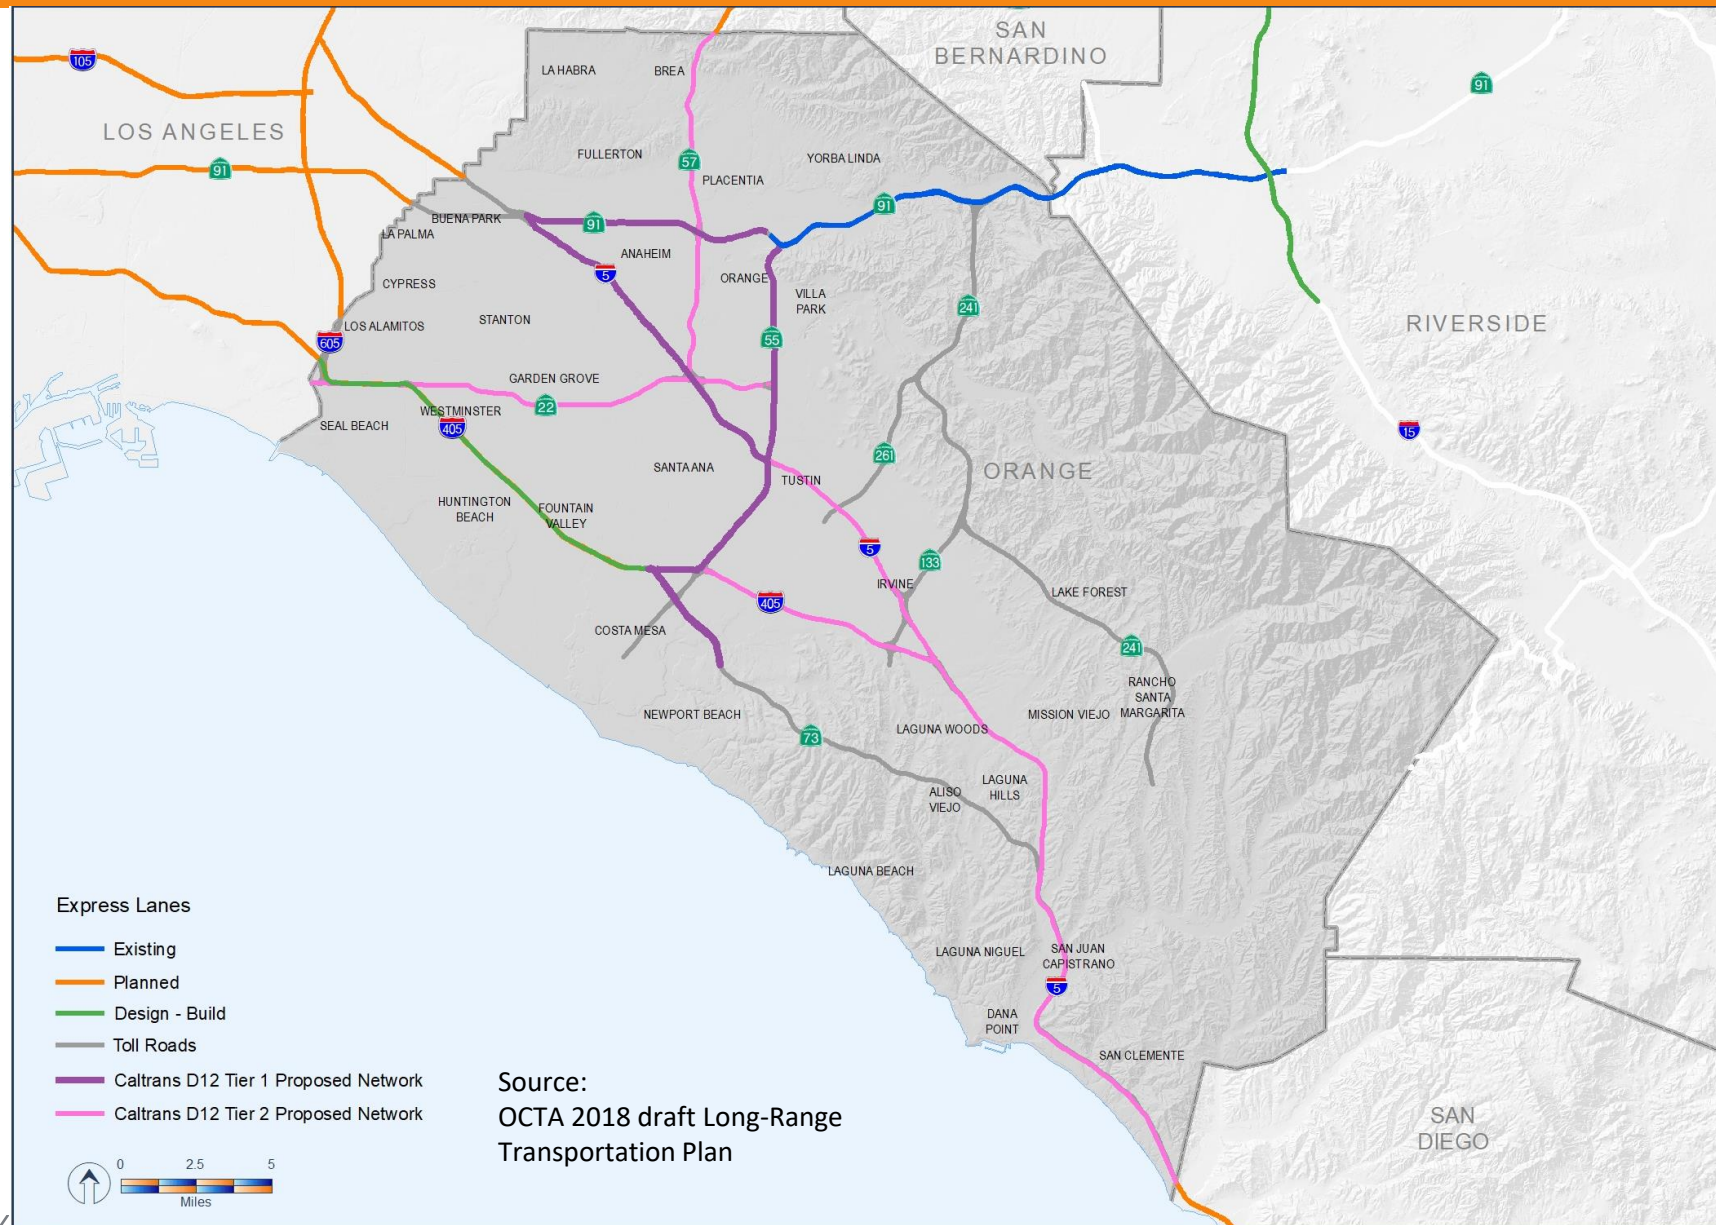 SAN
BERNARDINO
105
LA HABRA
BREA
91
LOS ANGELES
91
FULLERTON
57
YORBA LINDA
PLACENTIA
91
BUENA PARK
91
LA PALMA
ANAHEIM
5
ORANGE
CYPRESS
VILLA
PARK
241
LOS ALAMITOS
STANTON
RIVERSIDE
605
55
GARDEN GROVE
22
WESTMINSTER
SEAL BEACH
405
15
261
SANTA ANA
ORANGE
TUSTIN
HUNTINGTON
BEACH
FOUNTAIN
VALLEY
5
133
IRVINE
LAKE FOREST
405
COSTA MESA
241
RANCHO
SANTA
MARGARITA
NEWPORT BEACH
MISSION VIEJO
73
LAGUNA WOODS
LAGUNA
HILLS
ALISO
VIEJO
LAGUNA BEACH
LAGUNA NIGUEL
SAN JUAN
CAPISTRANO
5
DANA
POINT
SAN CLEMENTE
SAN
DIEGO
Express Lanes
Existing
Planned
Design - Build
Toll Roads
Caltrans D12 Tier 1 Proposed Network
Caltrans D12 Tier 2 Proposed Network
0 2.5 5
Miles
Source:
OCTA 2018 draft Long-Range
Transportation Plan